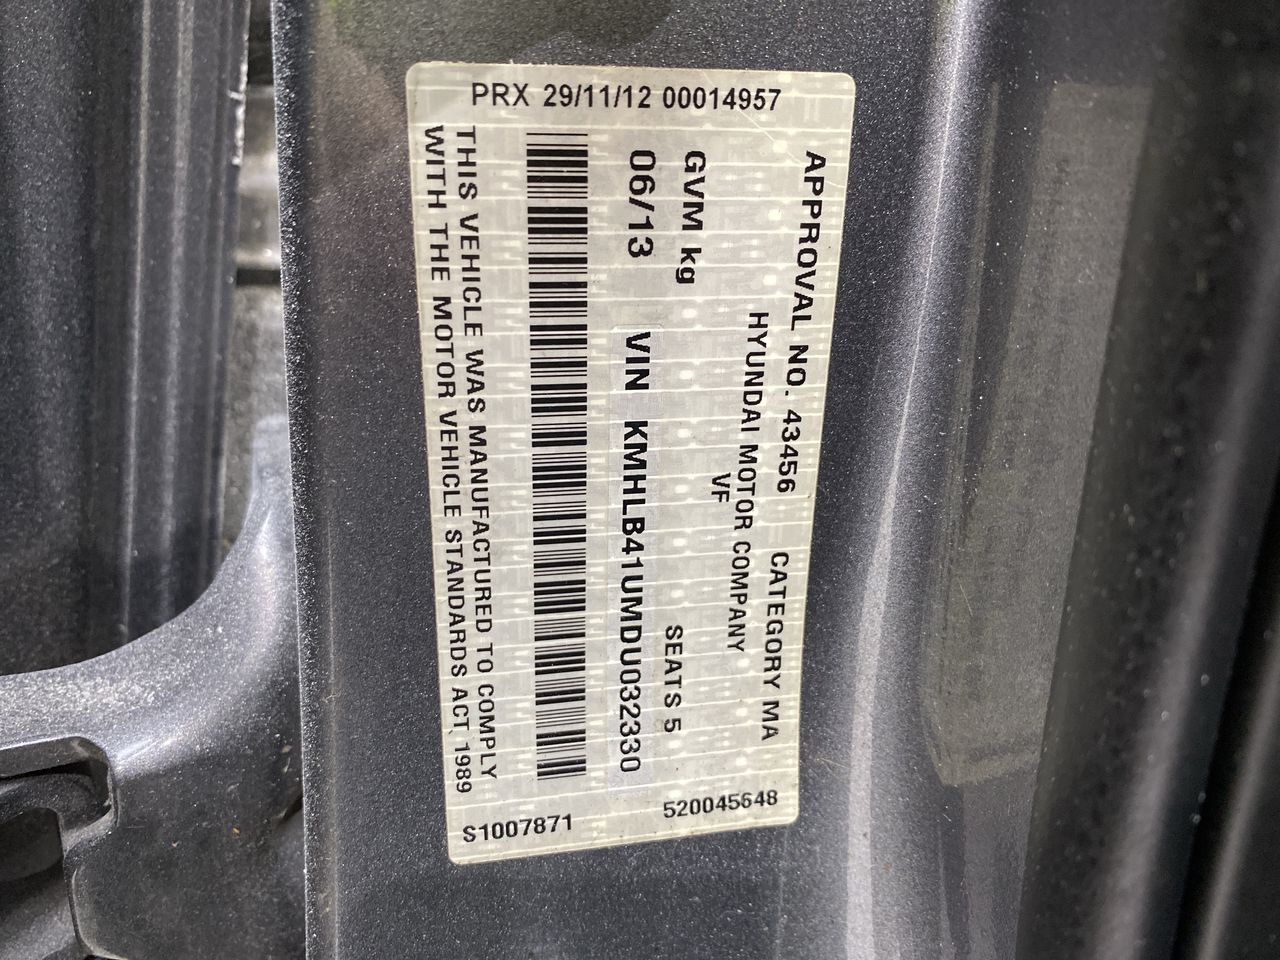 PRX 29/11/12 00014957
APPROVAL NO. 43456 CATEGORY MA
HYUNDAI MOTOR COMPANY
VF
GVM kg SEATS 5
06/13 VIN KMHLB41UMDU032330
THIS VEHICLE WAS MANUFACTURED TO COMPLY
WITH THE MOTOR VEHICLE STANDARDS ACT, 1989
S1007871 520045648